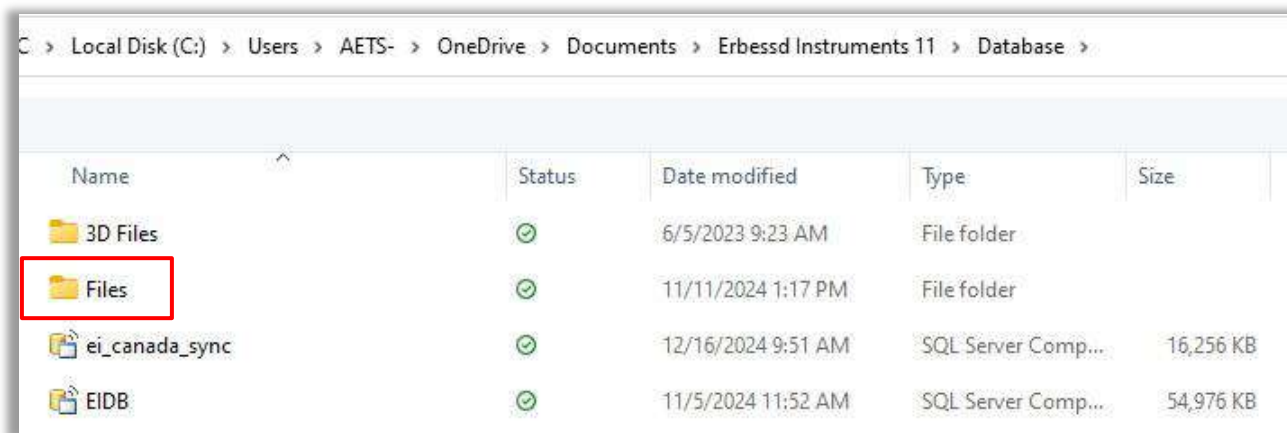 C > Local Disk (C:) > Users > AETS- > OneDrive > Documents > Erbessd Instruments 11 > Database >
Name Status Date modified Type Size
3D Files 6/5/2023 9:23 AM File folder
Files 11/11/2024 1:17 PM File folder
ei_canada_sync 12/16/2024 9:51 AM SQL Server Comp... 16,256 KB
EIDB 11/5/2024 11:52 AM SQL Server Comp... 54,976 KB